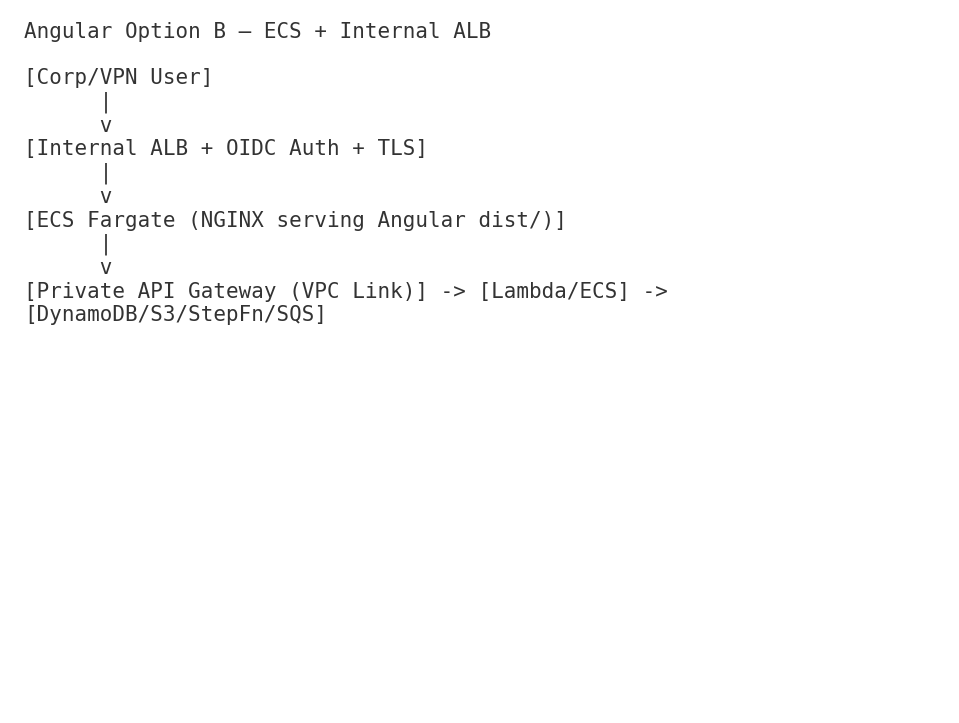 Angular Option B — ECS + Internal ALB
[Corp/VPN User]
|
v
[Internal ALB + OIDC Auth + TLS]
|
v
[ECS Fargate (NGINX serving Angular dist/)]
|
v
[Private API Gateway (VPC Link)] -> [Lambda/ECS] ->
[DynamoDB/S3/StepFn/SQS]